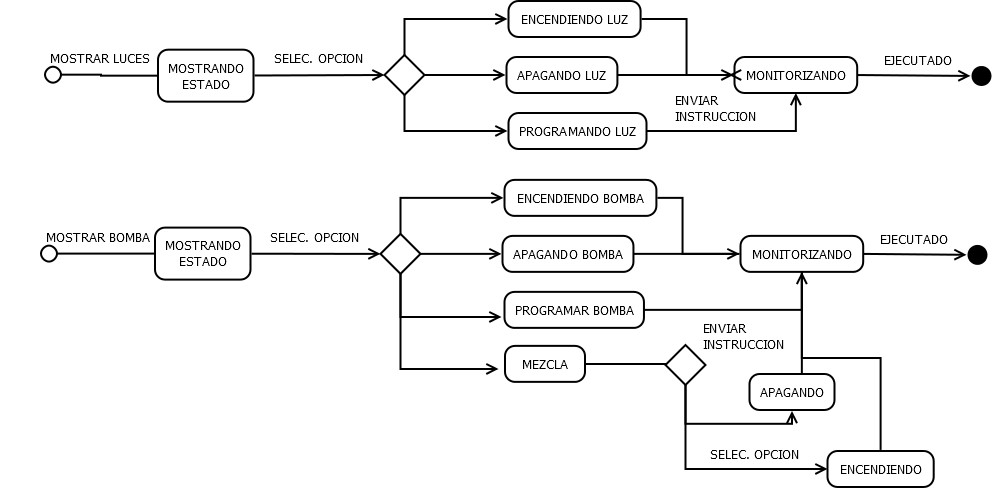 ENCENDIENDO LUZ
MOSTRAR LUCES
SELEC. OPCION
EJECUTADO
MOSTRANDO
ESTADO
APAGANDO LUZ
MONITORIZANDO
ENVIAR
INSTRUCCION
PROGRAMANDO LUZ
ENCENDIENDO BOMBA
MOSTRAR BOMBA
SELEC. OPCION
EJECUTADO
MOSTRANDO
ESTADO
APAGANDO BOMBA
MONITORIZANDO
PROGRAMAR BOMBA
ENVIAR
INSTRUCCION
MEZCLA
APAGANDO
SELEC. OPCION
ENCENDIENDO